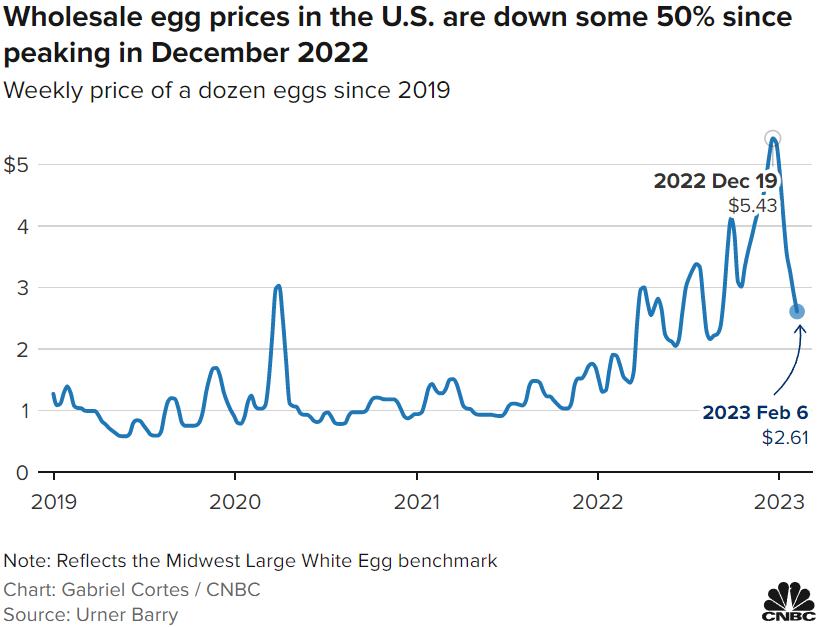 Wholesale egg prices in the U.S. are down some 50% since
peaking in December 2022
Weekly price of a dozen eggs since 2019
$5
4
3
2
1
0
2022 Dec 19
$5.43
2023 Feb 6
$2.61
2019
2020
2021
2022
2023
Note: Reflects the Midwest Large White Egg benchmark
Chart: Gabriel Cortes / CNBC
Source: Urner Barry
CNBC